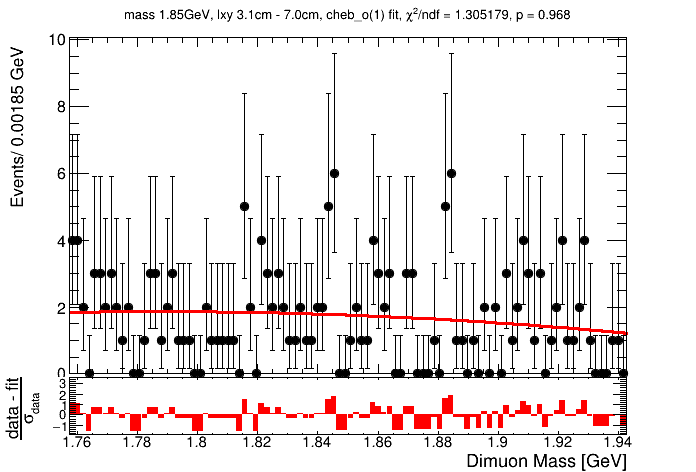 mass 1.85GeV, lxy 3.1cm - 7.0cm, cheb_o(1) fit, χ²/ndf = 1.305179, p = 0.968
Events/ 0.00185 GeV
10
8
6
4
2
0
data - fit
σdata
3
2
1
0
−1
1.76 1.78 1.8 1.82 1.84 1.86 1.88 1.9 1.92 1.94
Dimuon Mass [GeV]